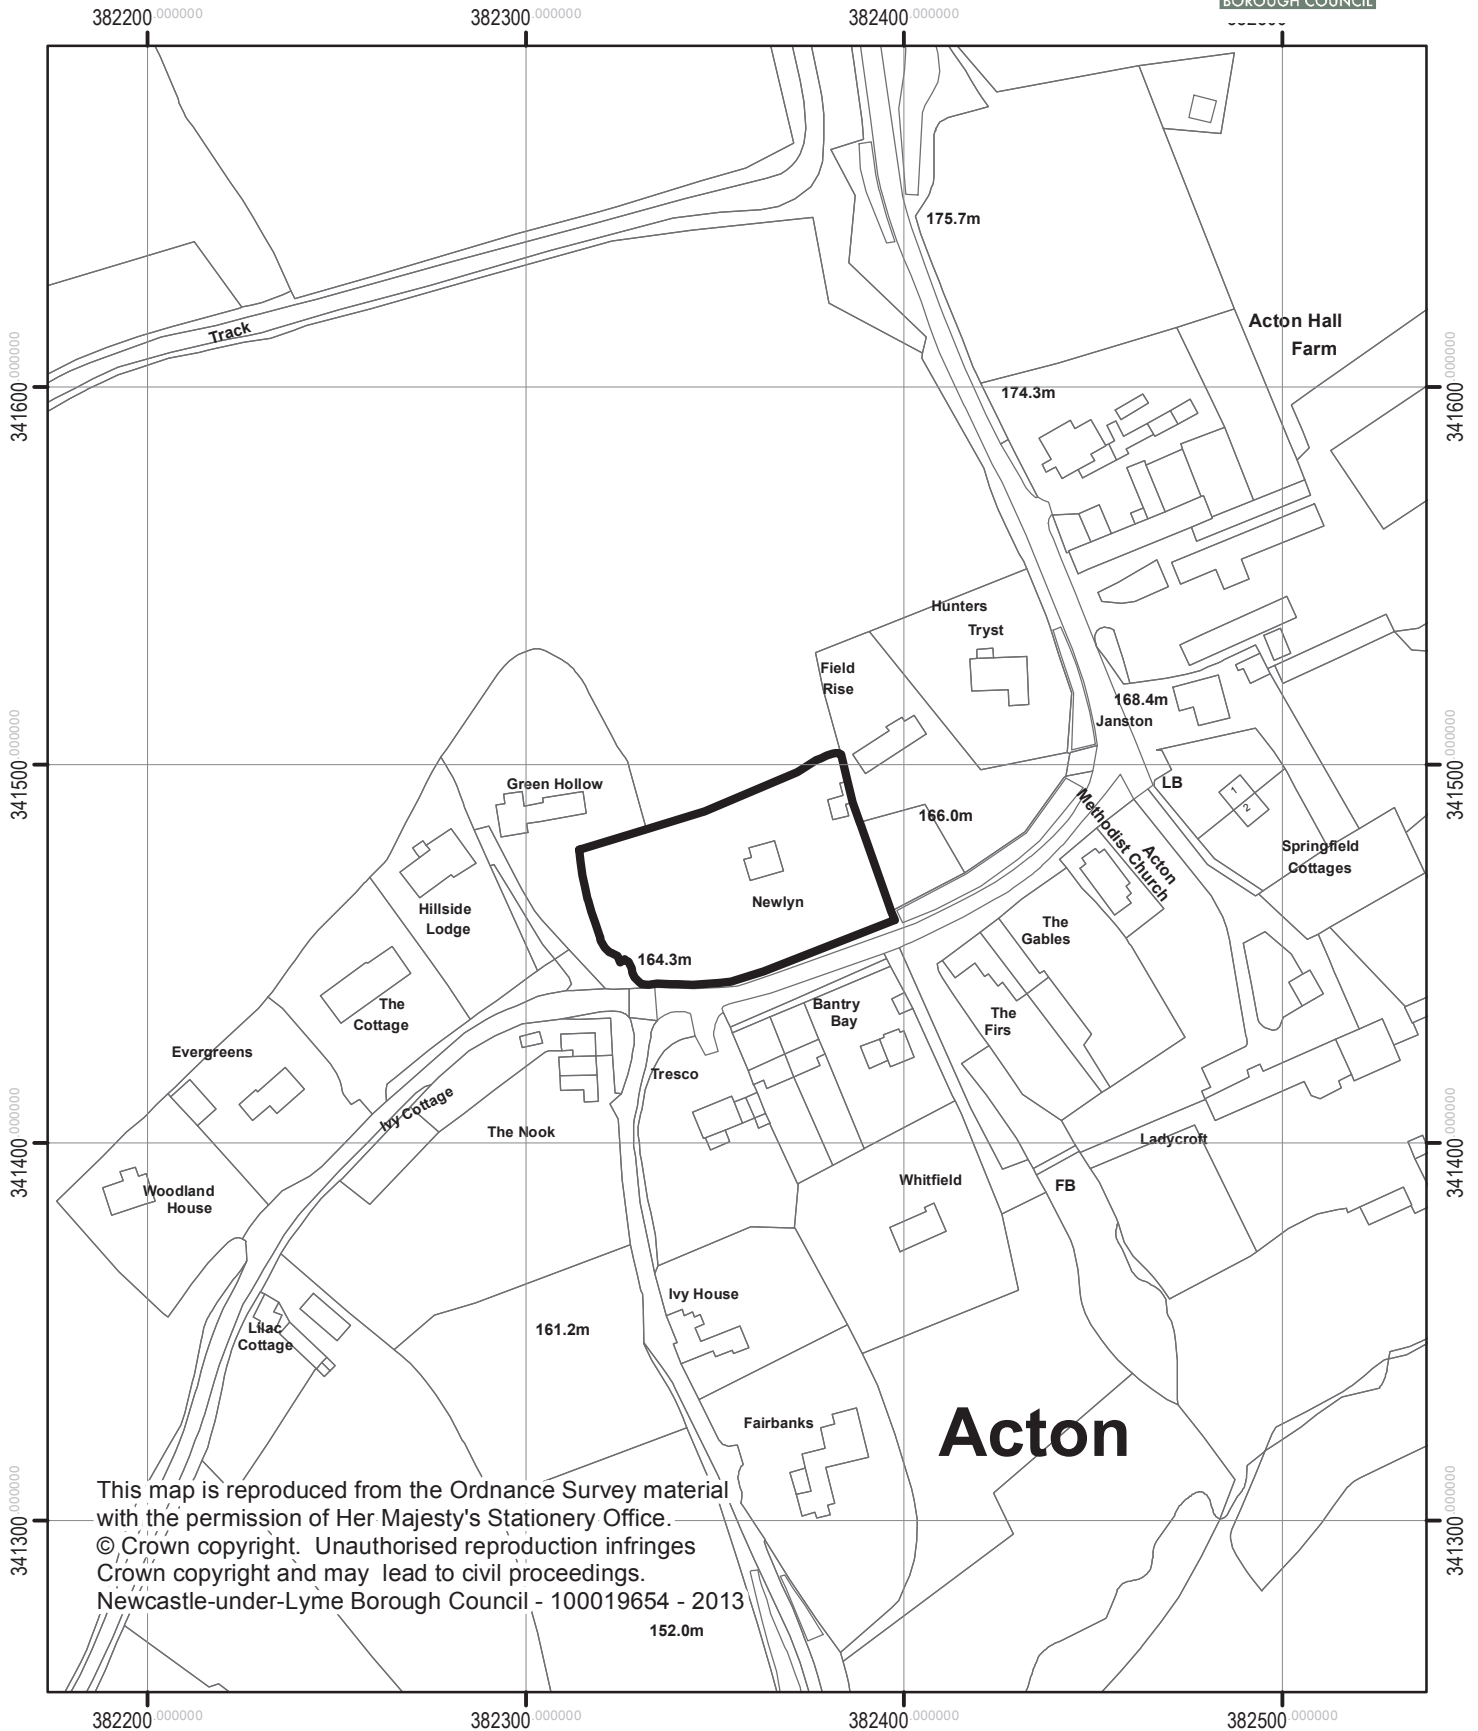 BOROUGH COUNCIL
382200.000000
382300.000000
382400.000000
175.7m
Acton Hall
Farm
Track
341600.000000
341600.000000
174.3m
Hunters
Tryst
Field
Rise
168.4m
Janston
341500.000000
341500.000000
Green Hollow
LB
1
2
166.0m
Methodist Church
Acton
Springfield
Cottages
Newlyn
Hillside
Lodge
The
Gables
164.3m
The
Cottage
Bantry
Bay
The
Firs
Evergreens
Tresco
Ivy Cottage
The Nook
Ladycroft
341400.000000
341400.000000
Woodland
House
Whitfield
FB
Ivy House
Lilac
Cottage
161.2m
Fairbanks
Acton
This map is reproduced from the Ordnance Survey material
with the permission of Her Majesty's Stationery Office.
© Crown copyright. Unauthorised reproduction infringes
Crown copyright and may lead to civil proceedings.
Newcastle-under-Lyme Borough Council - 100019654 - 2013
341300.000000
341300.000000
152.0m
382200.000000
382300.000000
382400.000000
382500.000000